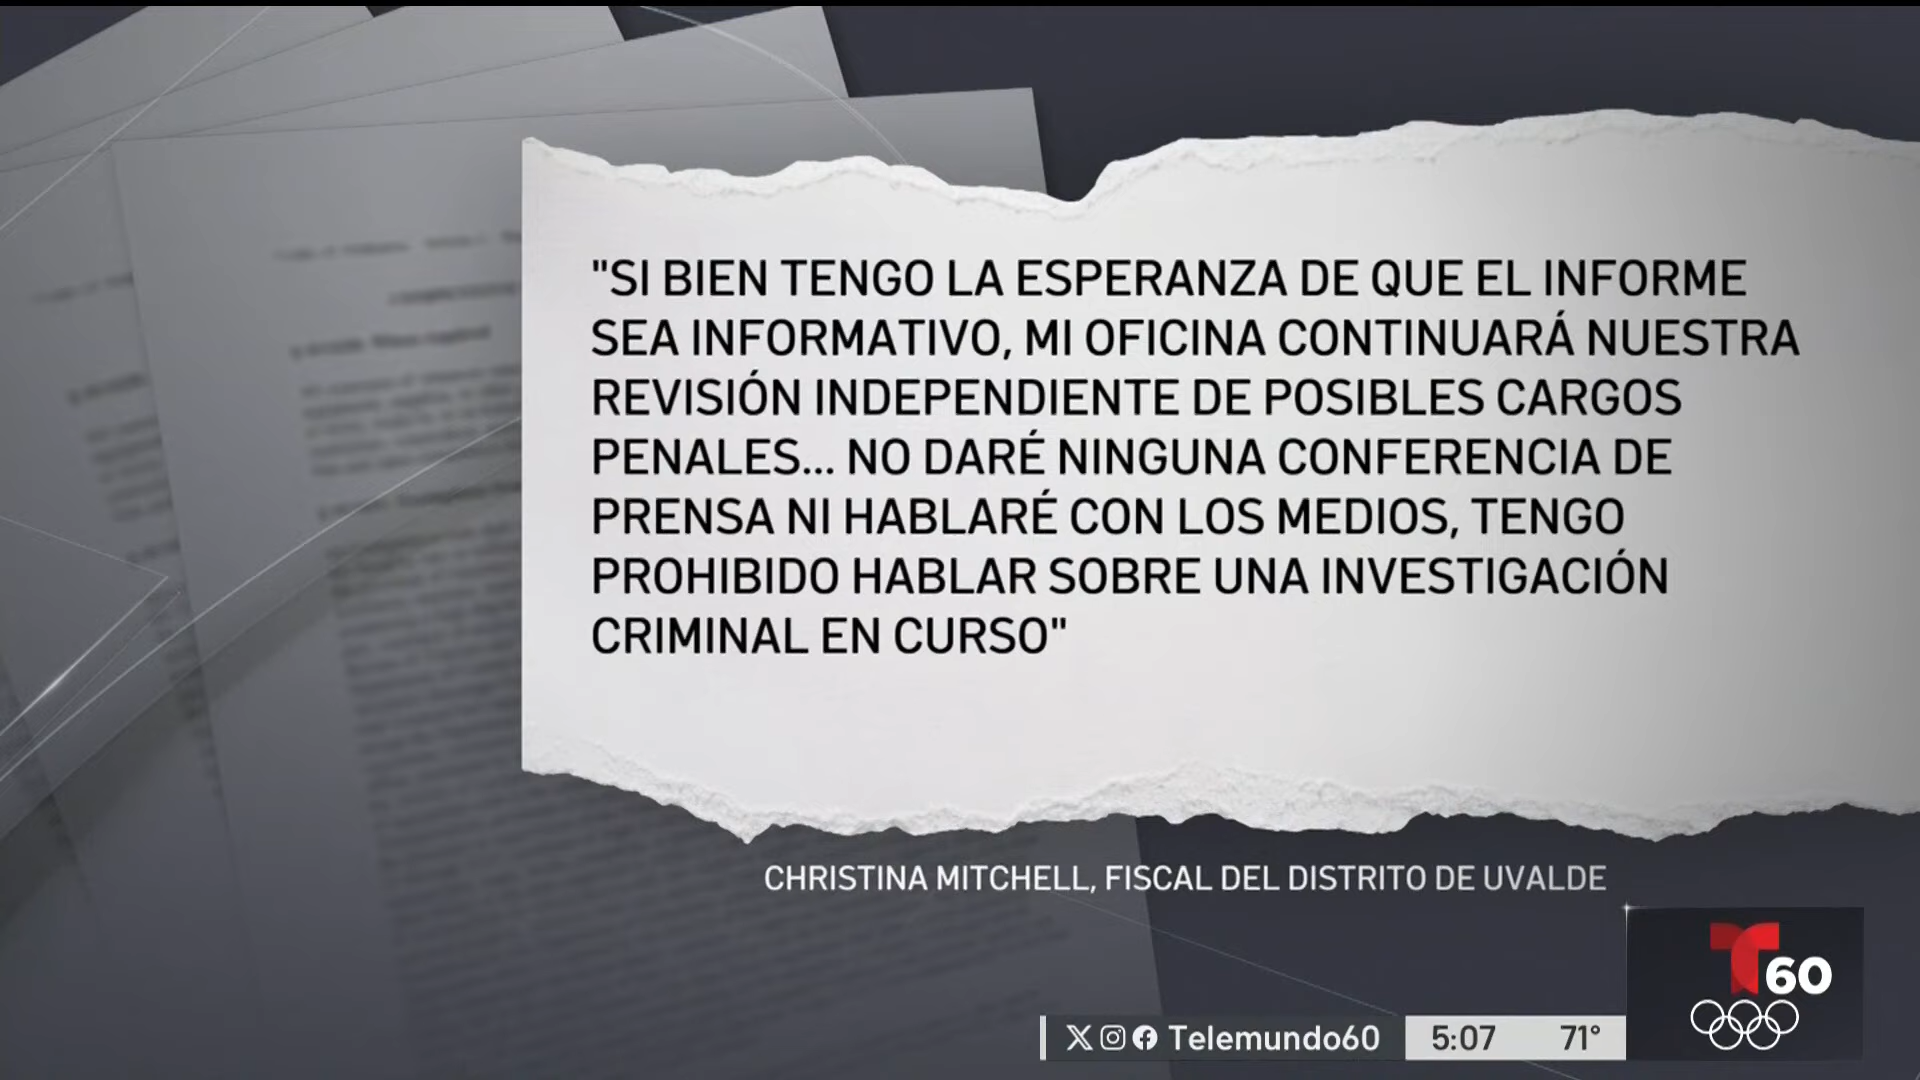 "SI BIEN TENGO LA ESPERANZA DE QUE EL INFORME
SEA INFORMATIVO, MI OFICINA CONTINUARÁ NUESTRA
REVISIÓN INDEPENDIENTE DE POSIBLES CARGOS
PENALES... NO DARÉ NINGUNA CONFERENCIA DE
PRENSA NI HABLARÉ CON LOS MEDIOS, TENGO
PROHIBIDO HABLAR SOBRE UNA INVESTIGACIÓN
CRIMINAL EN CURSO"
CHRISTINA MITCHELL, FISCAL DEL DISTRITO DE UVALDE
T60
Telemundo60 5:07 71°